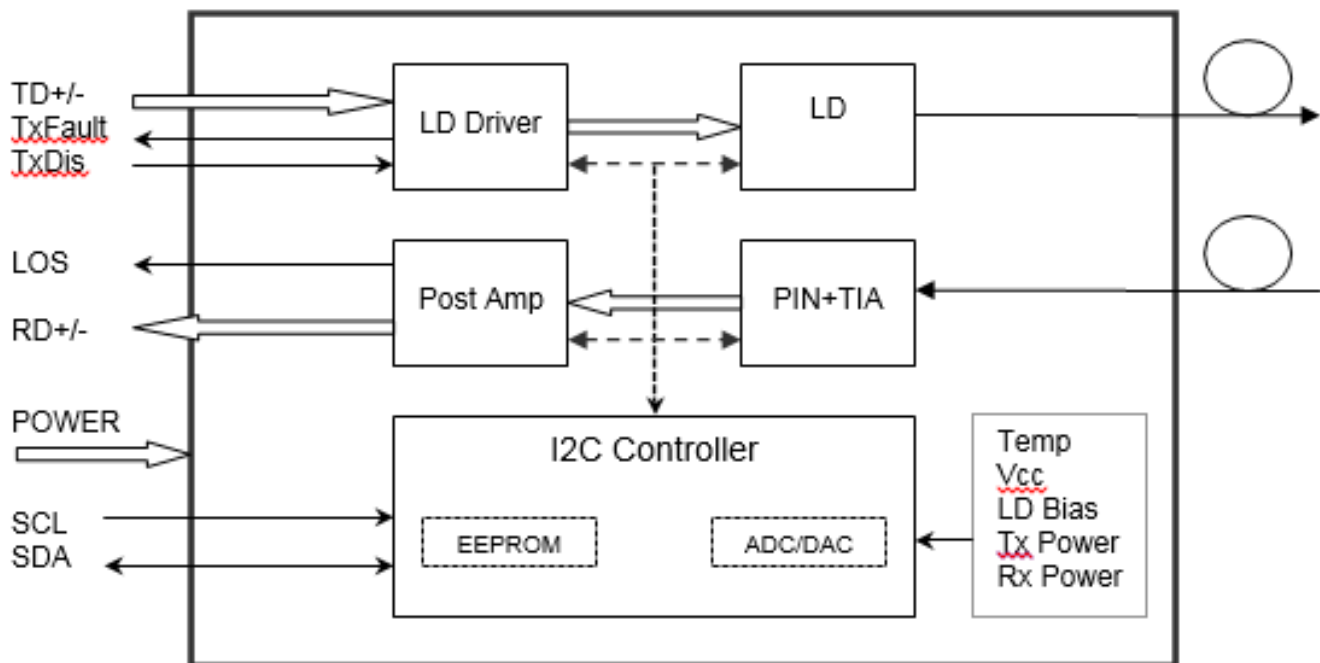 TD+/-
TxFault
TxDis
LD Driver
LD
LOS
RD+/-
Post Amp
PIN+TIA
POWER
SCL
SDA
I2C Controller
EEPROM
ADC/DAC
Temp
Vcc
LD Bias
Tx Power
Rx Power